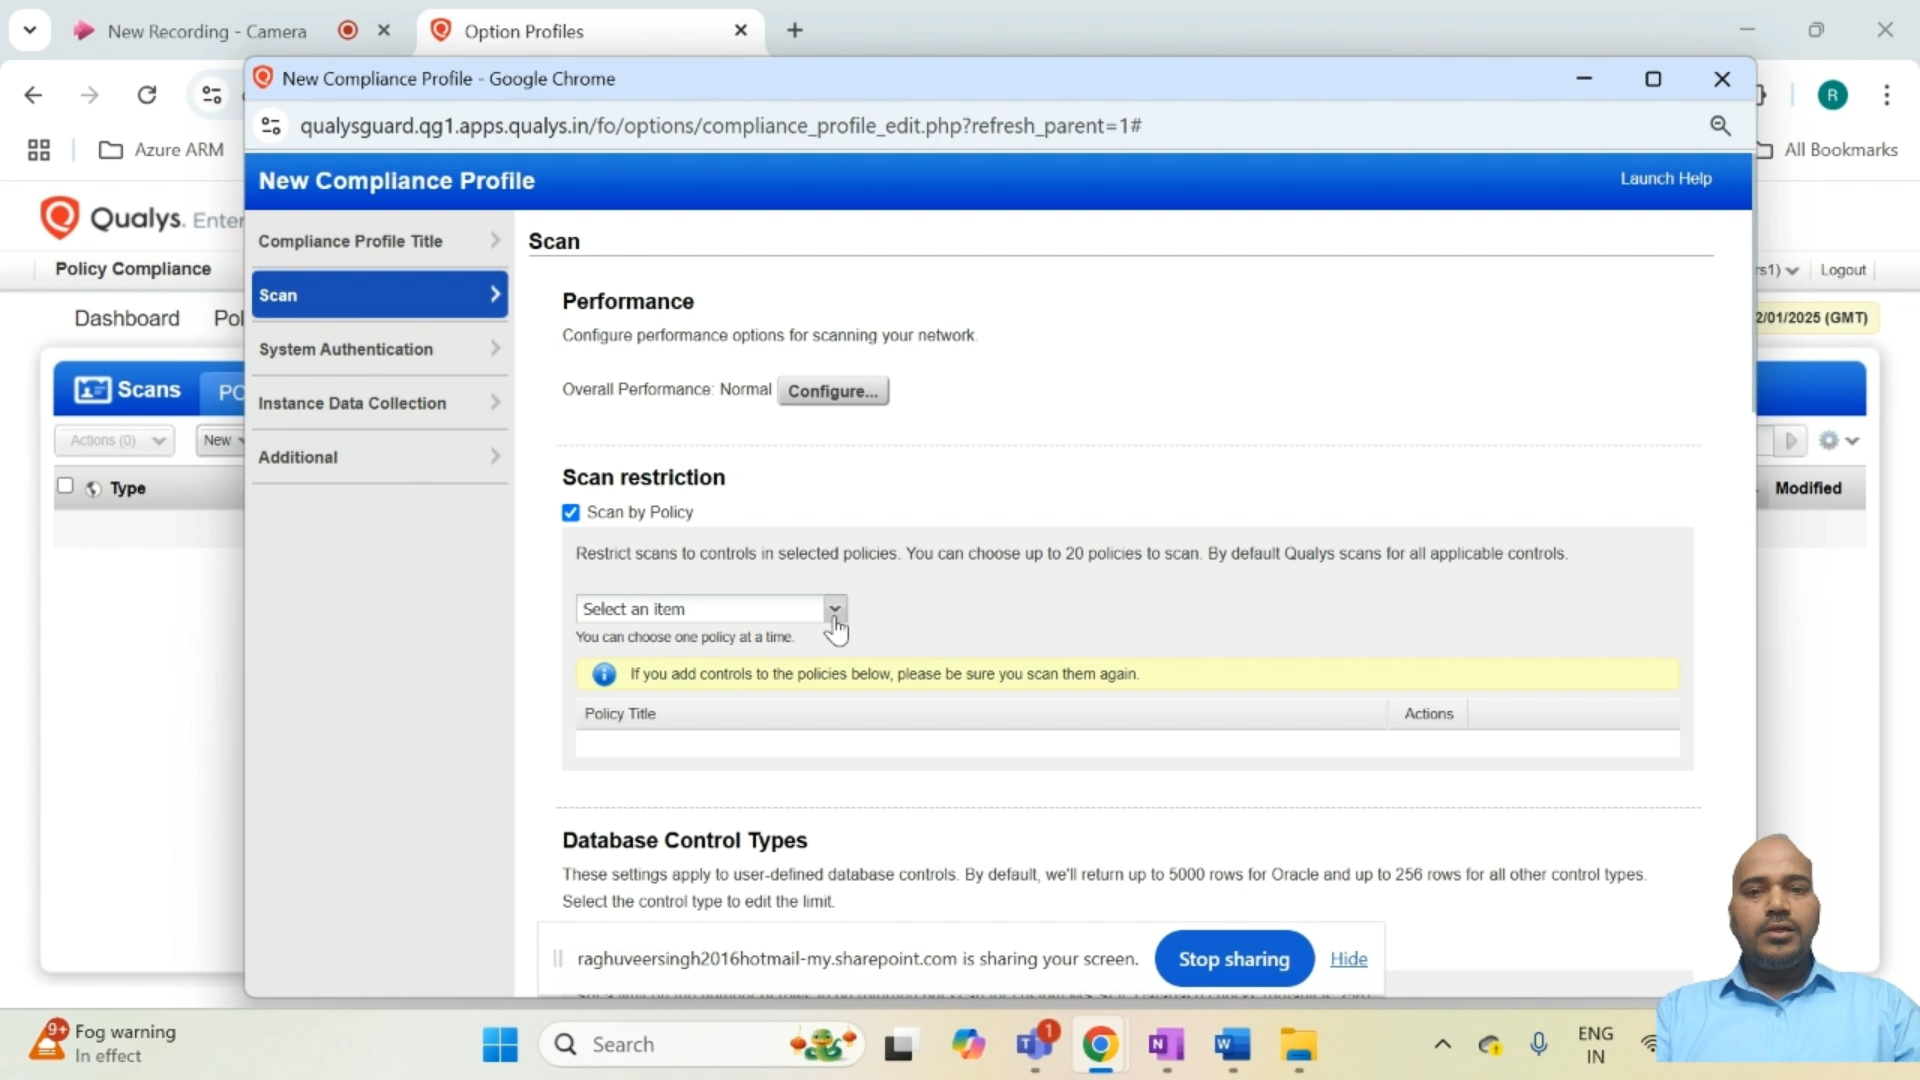 New Recording - Camera
Option Profiles
New Compliance Profile - Google Chrome
R
qualysguard.qg1.apps.qualys.in/fo/options/compliance_profile_edit.php?refresh_parent=1#
Azure ARM
All Bookmarks
New Compliance Profile
Launch Help
Qualys. Enter
Compliance Profile Title
Scan
Policy Compliance
rs1)
Logout
Scan
Performance
Dashboard
Pol
2/01/2025 (GMT)
Configure performance options for scanning your network.
System Authentication
Scans
PC
Overall Performance: Normal
Configure...
Instance Data Collection
Actions (0)
New
Additional
Scan restriction
Type
Modified
Scan by Policy
Restrict scans to controls in selected policies. You can choose up to 20 policies to scan. By default Qualys scans for all applicable controls.
Select an item
You can choose one policy at a time.
If you add controls to the policies below, please be sure you scan them again.
Policy Title
Actions
Database Control Types
These settings apply to user-defined database controls. By default, we'll return up to 5000 rows for Oracle and up to 256 rows for all other control types.
Select the control type to edit the limit.
raghuveersingh2016hotmail-my.sharepoint.com is sharing your screen.
Stop sharing
Hide
9+
Fog warning
In effect
Search
1
ENG
IN